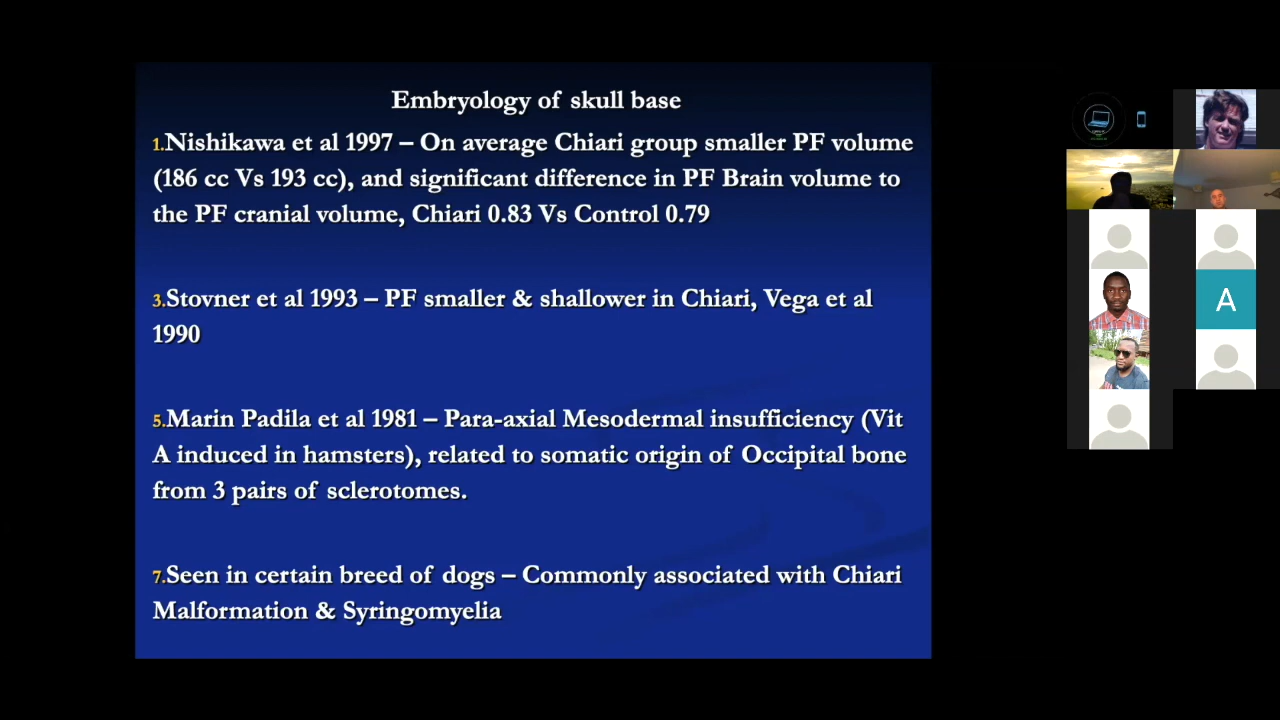 Embryology of skull base
1.Nishikawa et al 1997 – On average Chiari group smaller PF volume
(186 cc Vs 193 cc), and significant difference in PF Brain volume to
the PF cranial volume, Chiari 0.83 Vs Control 0.79
3.Stovner et al 1993 – PF smaller & shallower in Chiari, Vega et al
1990
5.Marin Padila et al 1981 – Para-axial Mesodermal insufficiency (Vit
A induced in hamsters), related to somatic origin of Occipital bone
from 3 pairs of sclerotomes.
7.Seen in certain breed of dogs – Commonly associated with Chiari
Malformation & Syringomyelia
A